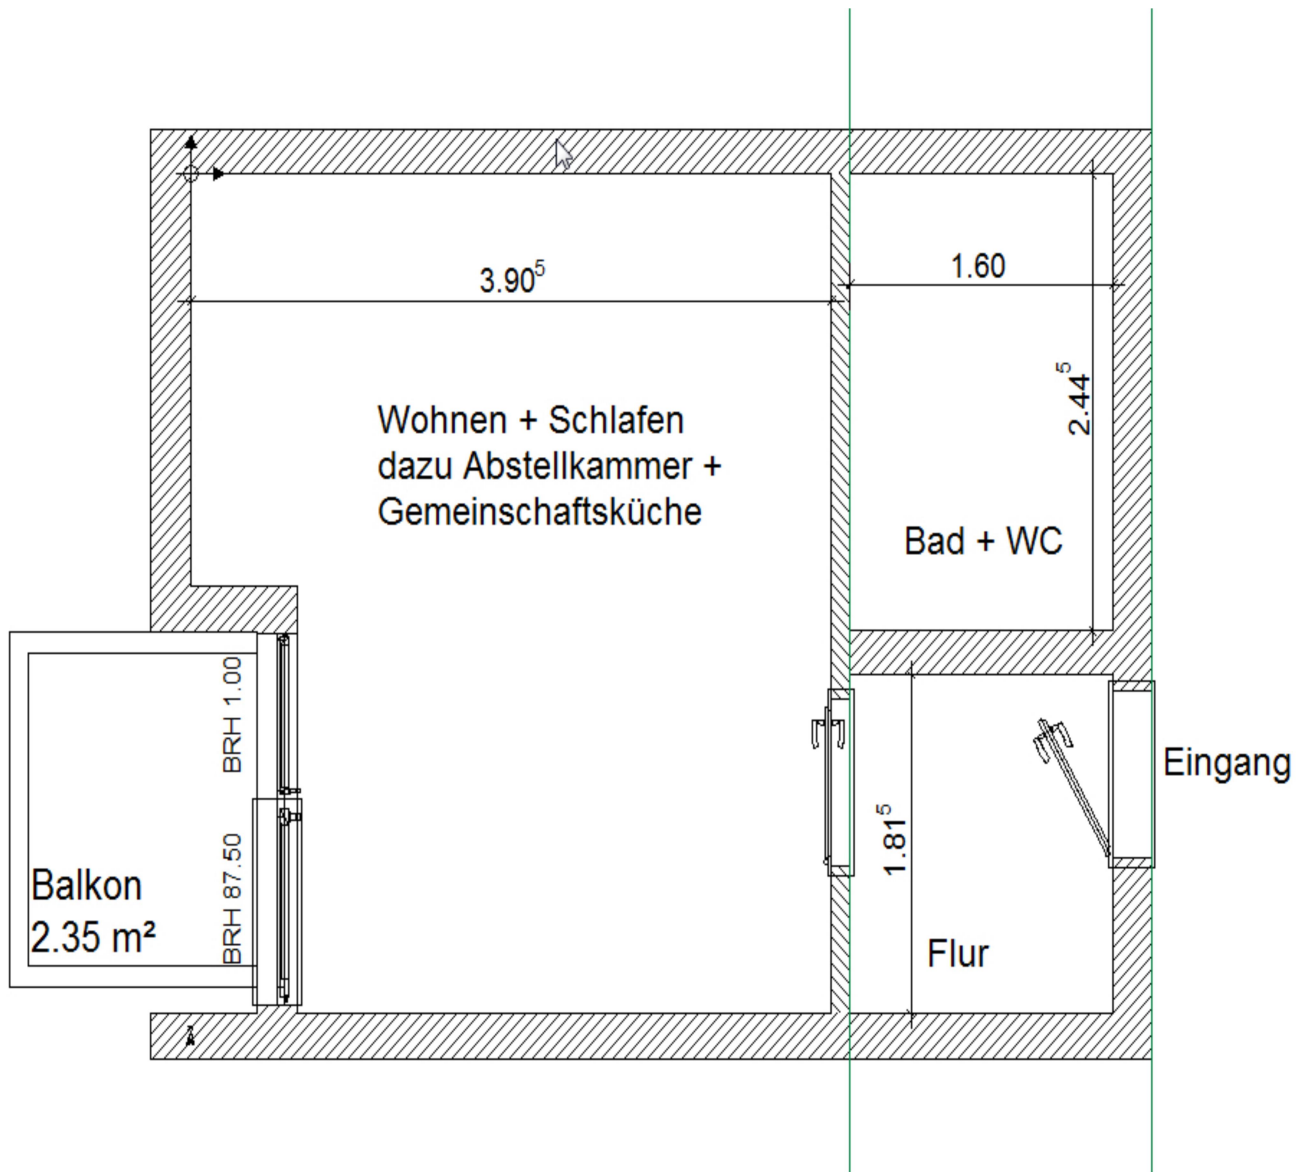 3.90⁵
1.60
2.44⁵
Wohnen + Schlafen
dazu Abstellkammer +
Gemeinschaftsküche
Bad + WC
BRH 1.00
Eingang
BRH 87.50
1.81⁵
Balkon
2.35 m²
Flur